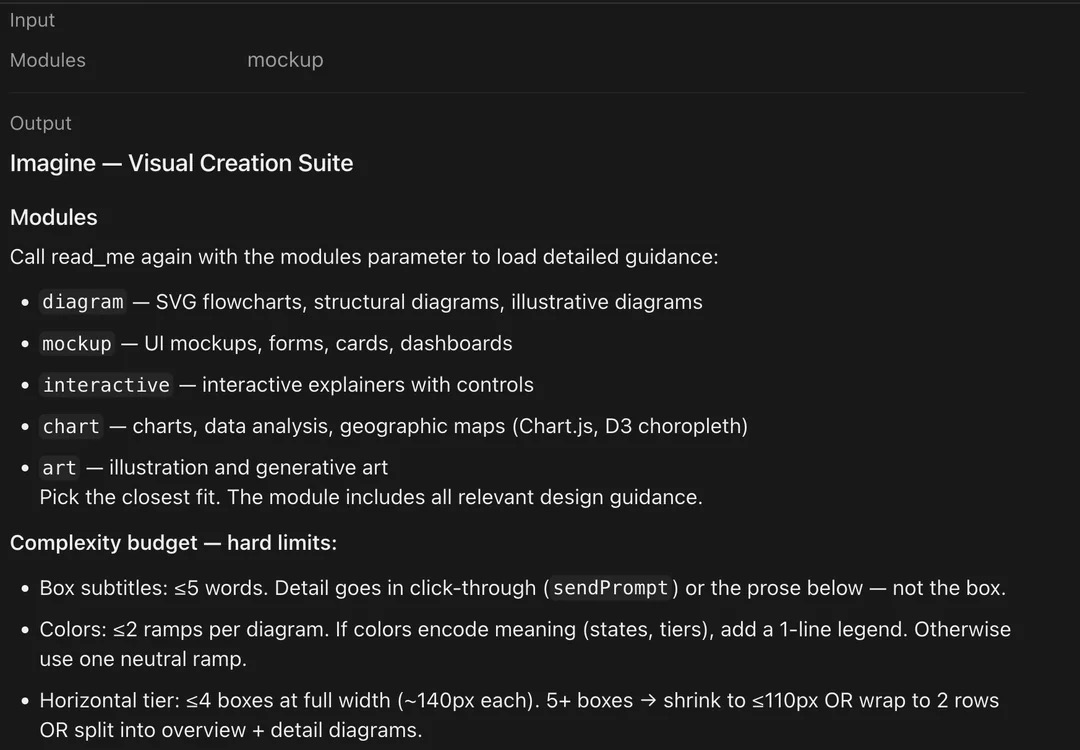 Input
Modules mockup
Output
Imagine — Visual Creation Suite
Modules
Call read_me again with the modules parameter to load detailed guidance:
• diagram — SVG flowcharts, structural diagrams, illustrative diagrams
• mockup — UI mockups, forms, cards, dashboards
• interactive — interactive explainers with controls
• chart — charts, data analysis, geographic maps (Chart.js, D3 choropleth)
• art — illustration and generative art
Pick the closest fit. The module includes all relevant design guidance.
Complexity budget — hard limits:
• Box subtitles: ≤5 words. Detail goes in click-through (sendPrompt) or the prose below — not the box.
• Colors: ≤2 ramps per diagram. If colors encode meaning (states, tiers), add a 1-line legend. Otherwise
use one neutral ramp.
• Horizontal tier: ≤4 boxes at full width (~140px each). 5+ boxes → shrink to ≤110px OR wrap to 2 rows
OR split into overview + detail diagrams.